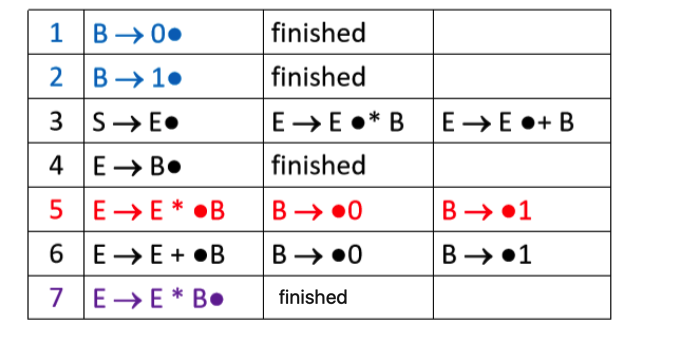 1 B → 0● finished
2 B → 1● finished
3 S → E● E → E ●* B E → E ●+ B
4 E → B● finished
5 E → E * ●B B → ●0 B → ●1
6 E → E + ●B B → ●0 B → ●1
7 E → E * B● finished